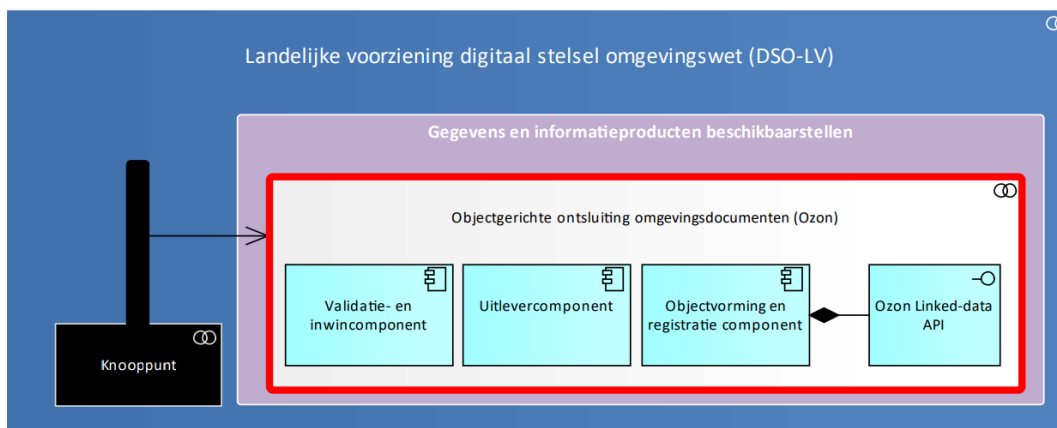 Landelijke voorziening digitaal stelsel omgevingswet (DSO-LV)
Gegevens en informatieproducten beschikbaarstellen
Objectgerichte ontsluiting omgevingsdocumenten (Ozon)
Validatie- en
inwincomponent
Uitlevercomponent
Objectvorming en
registratie component
Ozon Linked-data
API
Knooppunt